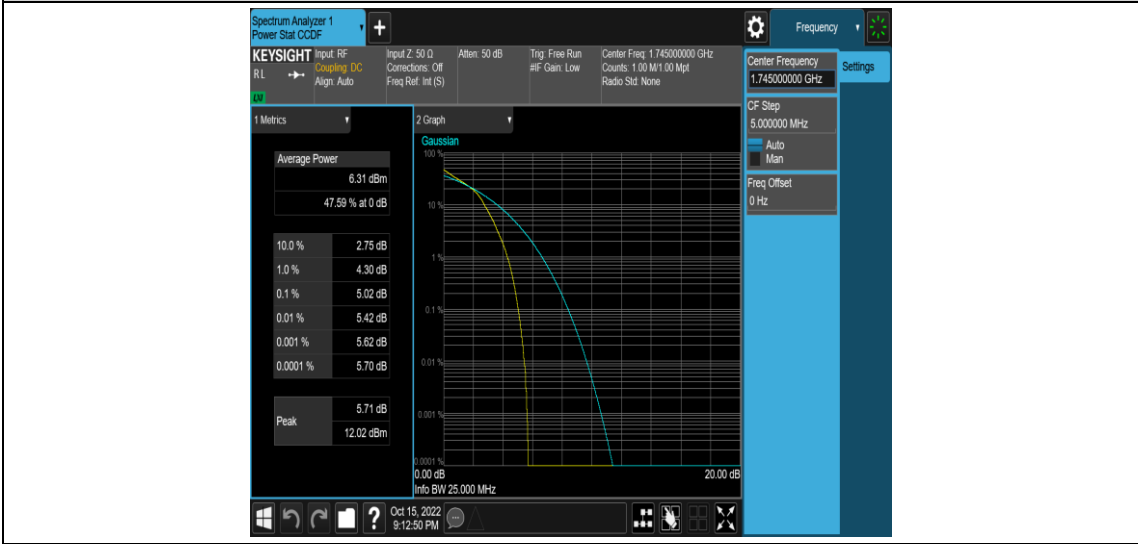 Spectrum Analyzer 1
Power Stat CCDF
Frequency
KEYSIGHT
Input: RF
Input Z: 50 Ω
Atten: 50 dB
Trig: Free Run
Center Freq: 1.745000000 GHz
R L
Coupling: DC
Corrections: Off
#IF Gain: Low
Counts: 1.00 M/1.00 Mpt
Align: Auto
Freq Ref: Int (S)
Radio Std: None
Center Frequency
1.745000000 GHz
Settings
CF Step
5.000000 MHz
Auto
Man
Freq Offset
0 Hz
1 Metrics
Average Power
6.31 dBm
47.59 % at 0 dB
10.0 % 2.75 dB
1.0 % 4.30 dB
0.1 % 5.02 dB
0.01 % 5.42 dB
0.001 % 5.62 dB
0.0001 % 5.70 dB
Peak
5.71 dB
12.02 dBm
2 Graph
Gaussian
100 %
10 %
1 %
0.1 %
0.01 %
0.001 %
0.0001 %
0.00 dB
20.00 dB
Info BW 25.000 MHz
?
Oct 15, 2022
9:12:50 PM